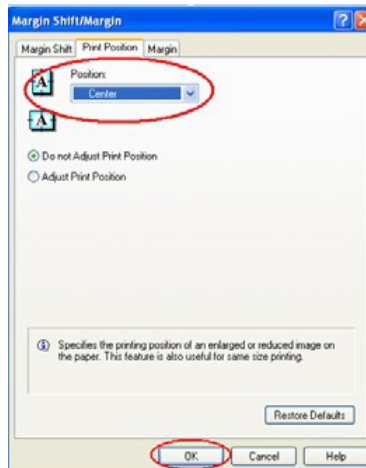 Margin Shift/Margin
Margin Shift Print Position Margin
A
Position:
Center
A
Do not Adjust Print Position
Adjust Print Position
Specifies the printing position of an enlarged or reduced image on
the paper. This feature is also useful for same size printing.
Restore Defaults
OK Cancel Help